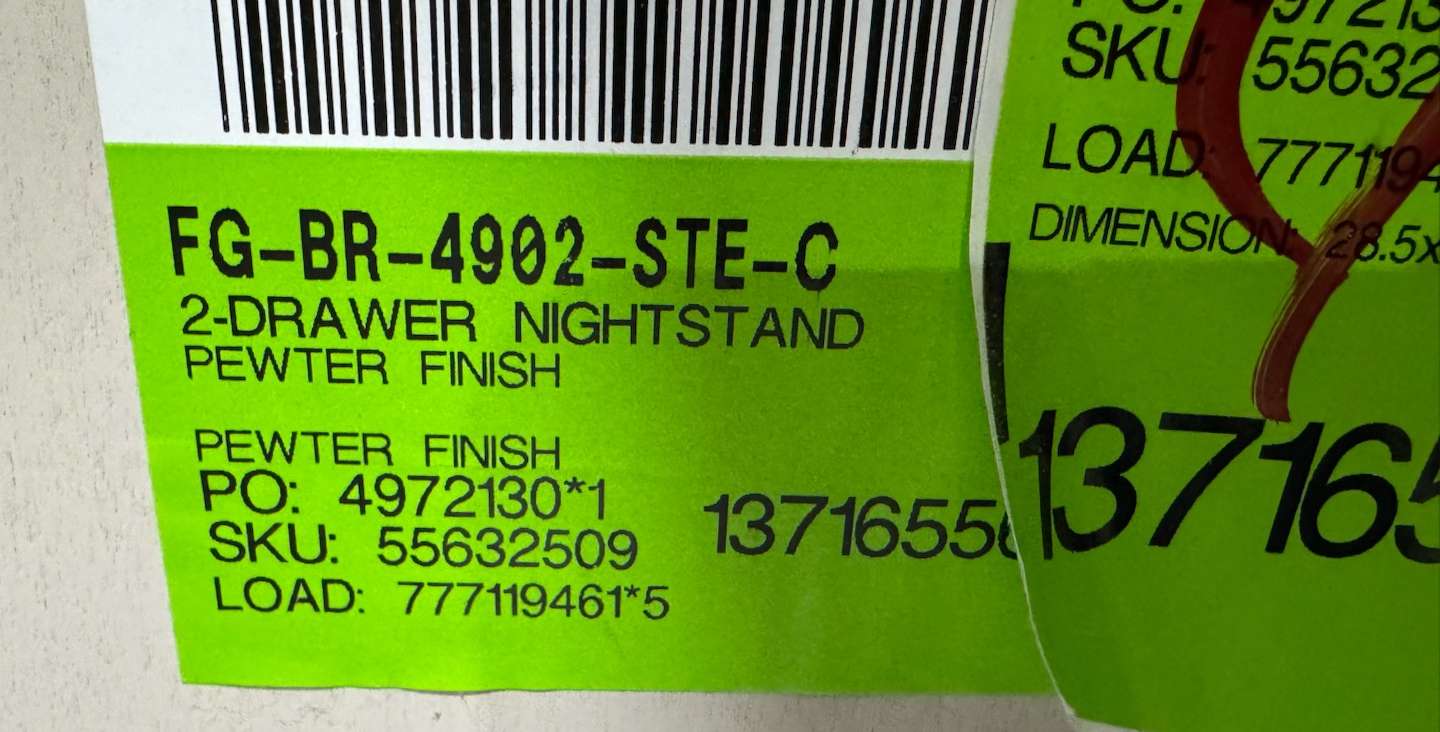 FG-BR-4902-STE-C
2-DRAWER NIGHTSTAND
PEWTER FINISH
PEWTER FINISH
PO: 4972130*1
SKU: 55632509
LOAD: 777119461*5
1371655
SKU: 55632
LOAD: 7771194
DIMENSION: 28.5x
137165